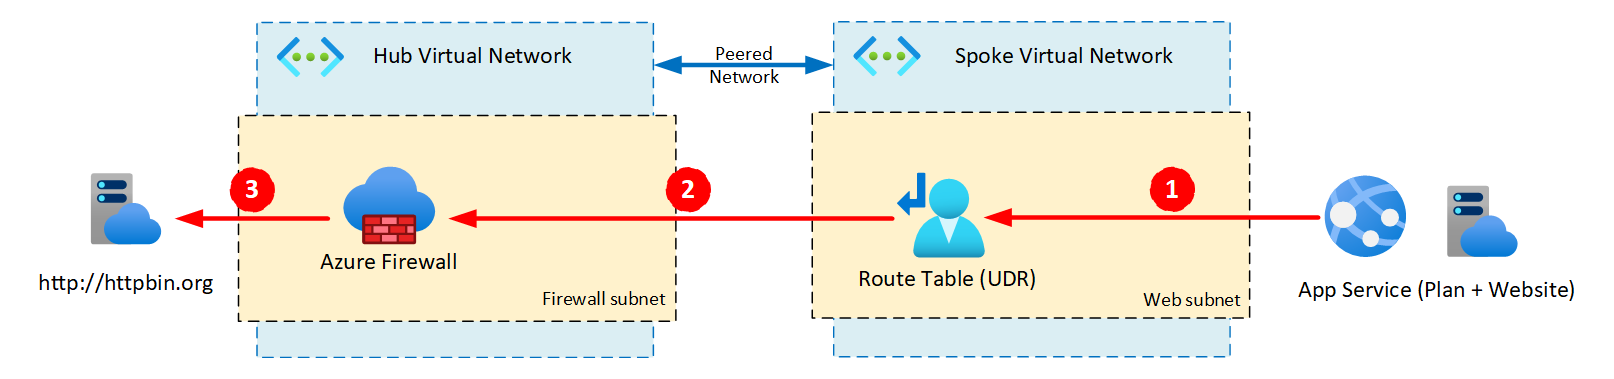 Hub Virtual Network
Peered
Network
Spoke Virtual Network
3
2
1
Azure Firewall
http://httpbin.org
Firewall subnet
Route Table (UDR)
Web subnet
App Service (Plan + Website)